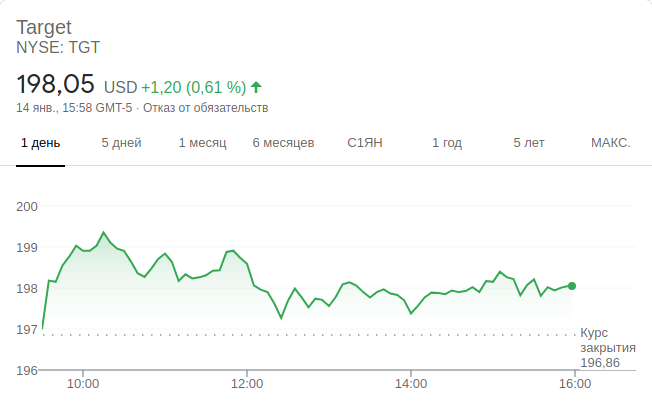 Target
NYSE: TGT
198,05 USD +1,20 (0,61 %)
14 янв., 15:58 GMT-5 · Отказ от обязательств
1 день 5 дней 1 месяц 6 месяцев С1ЯН 1 год 5 лет МАКС.
200
199
198
197
196
Курс
закрытия
196,86
10:00 12:00 14:00 16:00